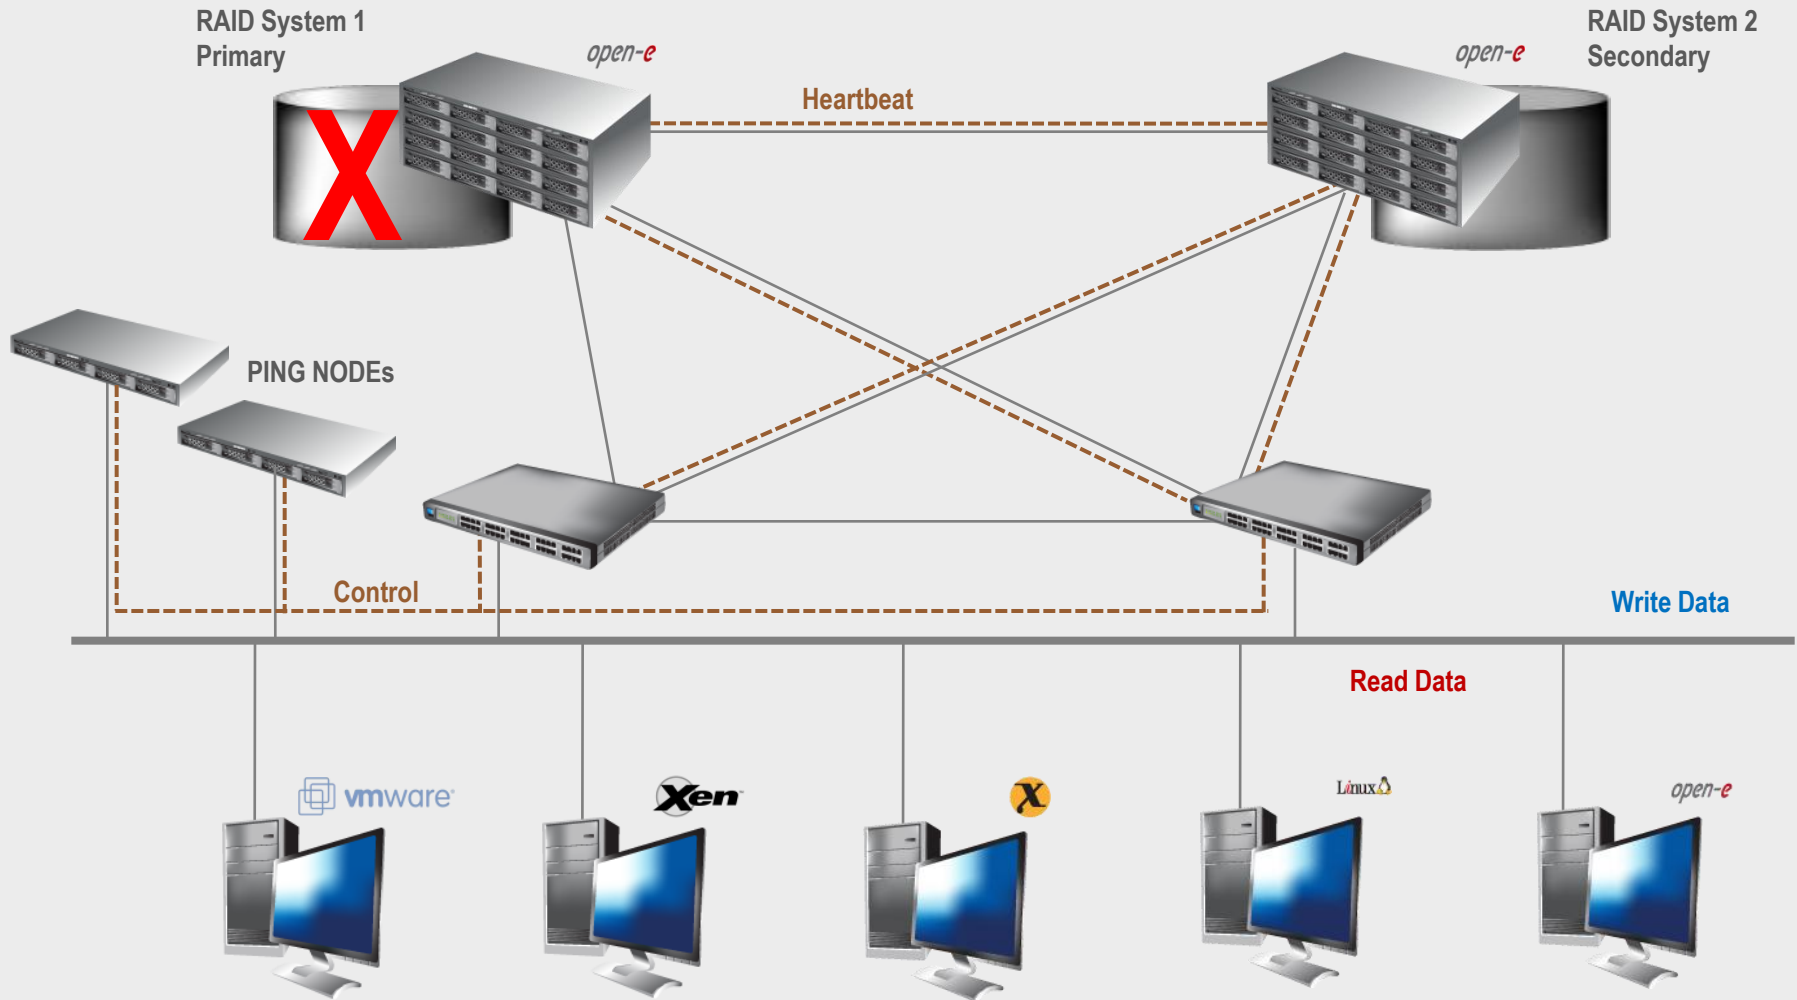 RAID System 1
Primary
open-e
Heartbeat
open-e
RAID System 2
Secondary
X
PING NODEs
Control
Write Data
Read Data
vmware
Xen
X
Linux
open-e